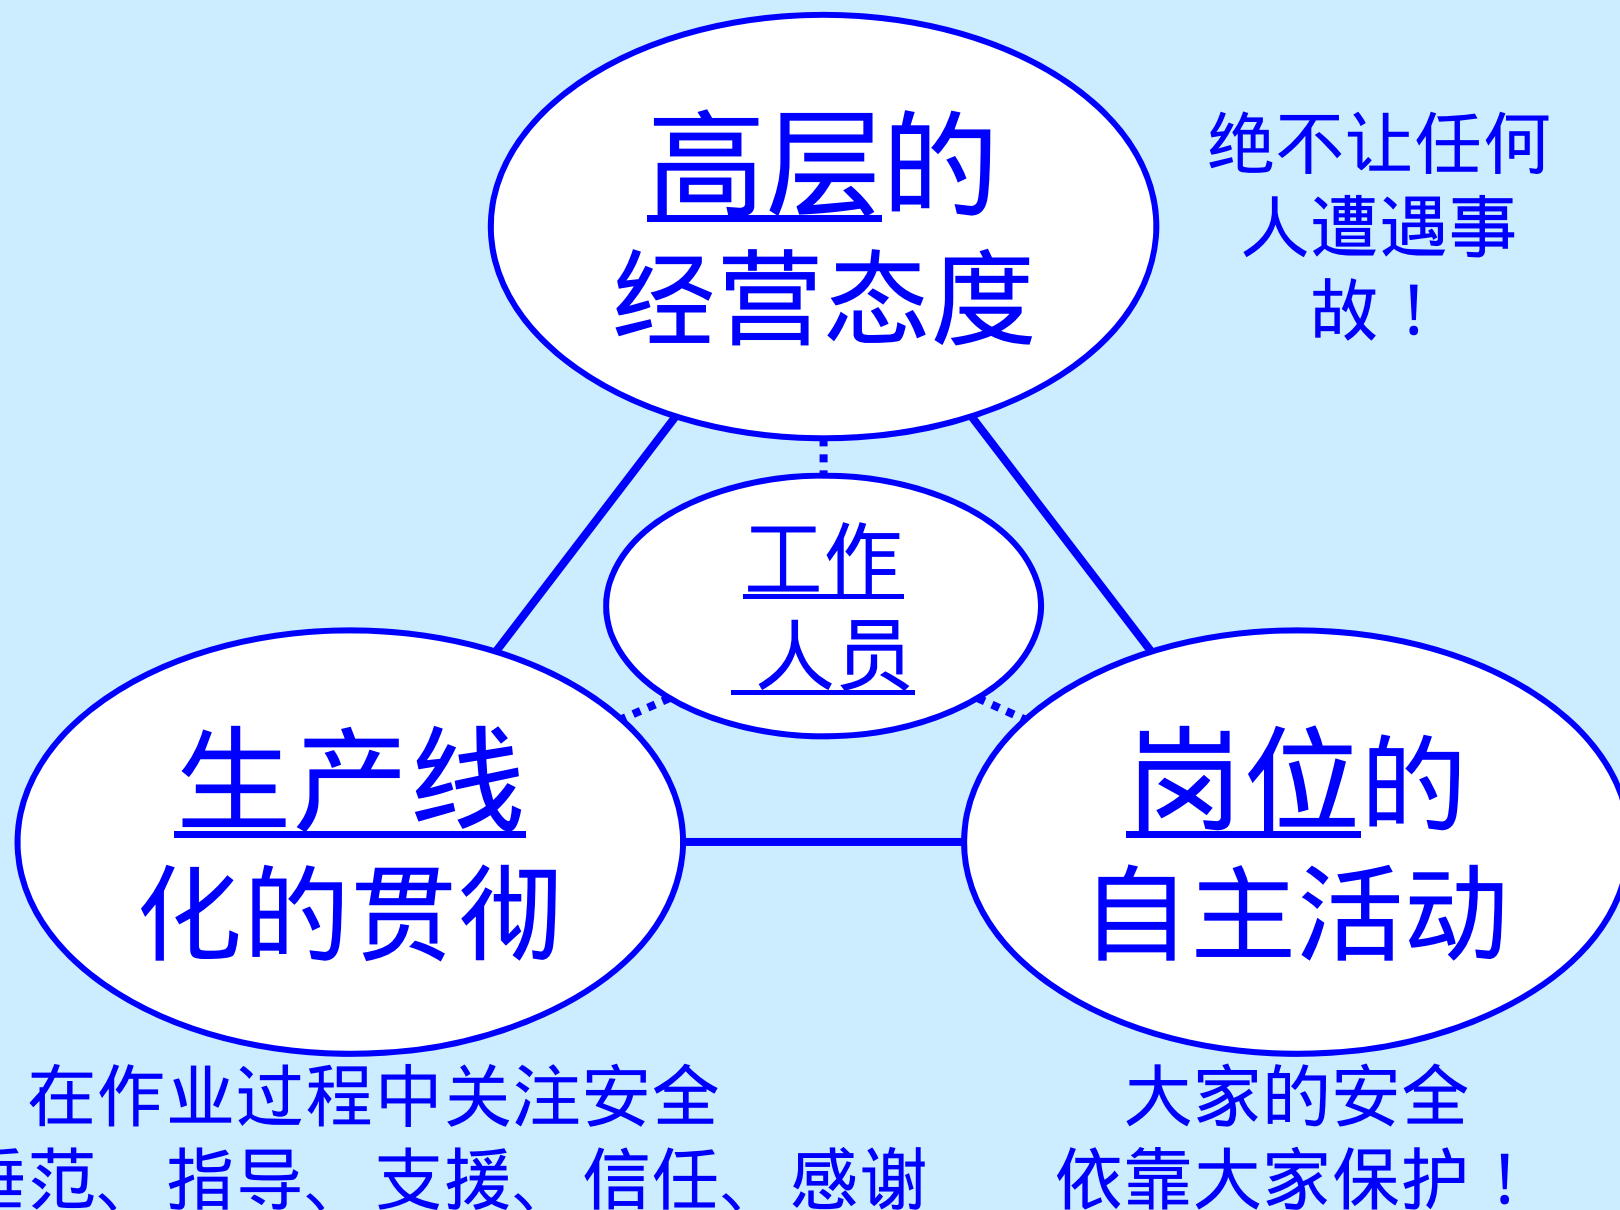 高层的
经营态度
绝不让任何
人遭遇事
故！
工作
人员
生产线
化的贯彻
岗位的
自主活动
在作业过程中关注安全
垂范、指导、支援、信任、感谢
大家的安全
依靠大家保护！